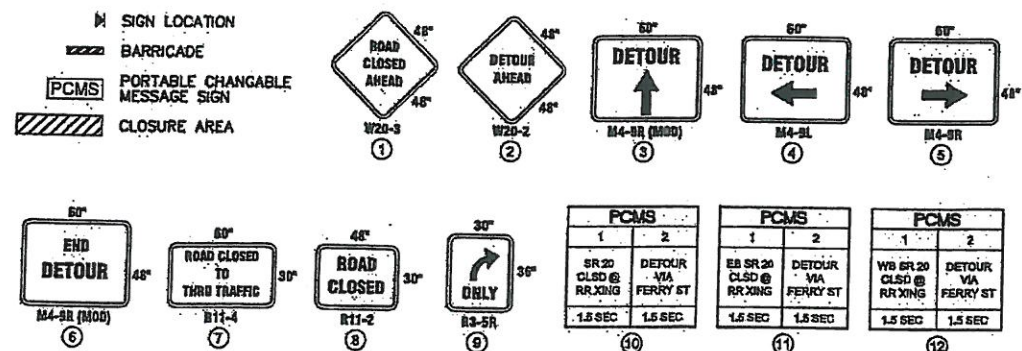 SIGN LOCATION
BARRICADE
PCMS PORTABLE CHANGABLE
MESSAGE SIGN
CLOSURE AREA
ROAD
CLOSED
AHEAD
48"
48"
W20-3
1
DETOUR
AHEAD
48"
48"
W20-2
2
60"
DETOUR
48"
M4-9R (MOD)
3
60"
DETOUR
48"
M4-9L
4
60"
DETOUR
48"
M4-9R
5
60"
END
DETOUR
48"
M4-9R (MOD)
6
60"
ROAD CLOSED
TO
THRU TRAFFIC
30"
R11-4
7
48"
ROAD
CLOSED
30"
R11-2
8
30"
ONLY
36"
R3-5R
9
PCMS
1 2
SR 20 DETOUR
CLSD @ VIA
RR XING FERRY ST
1.5 SEC 1.5 SEC
10
PCMS
1 2
EB SR 20 DETOUR
CLSD @ VIA
RR XING FERRY ST
1.5 SEC 1.5 SEC
11
PCMS
1 2
WB SR 20 DETOUR
CLSD @ VIA
RR XING FERRY ST
1.5 SEC 1.5 SEC
12